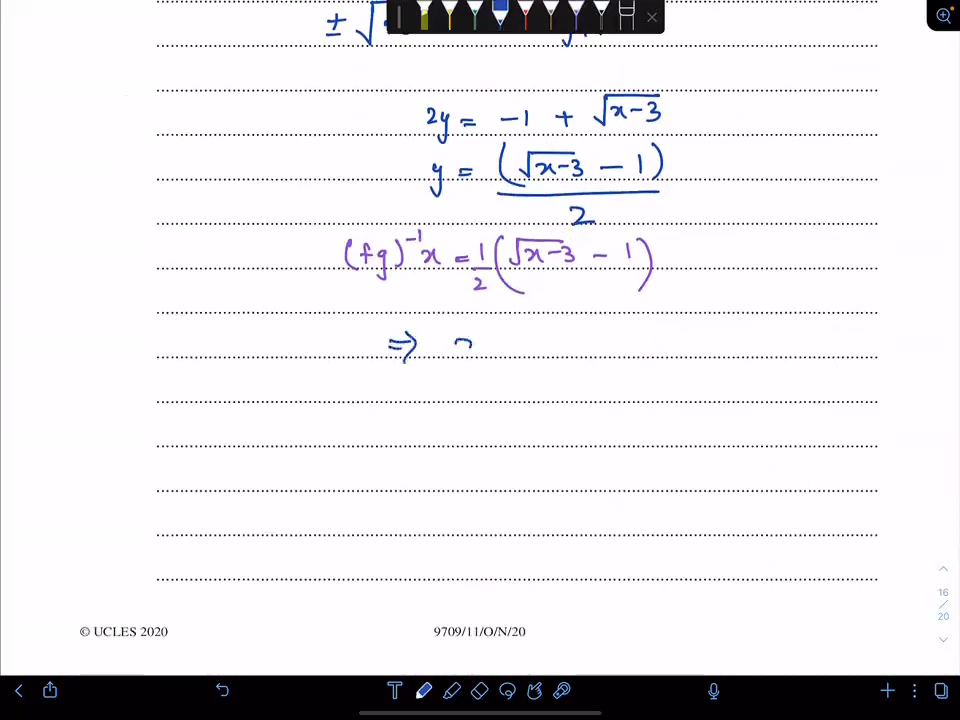 ± √
2y = -1 + √x-3
y = (√x-3 - 1)
2
(fg)⁻¹x = 1/2 (√x-3 - 1)
⇒
16
/
20
© UCLES 2020 9709/11/O/N/20
T